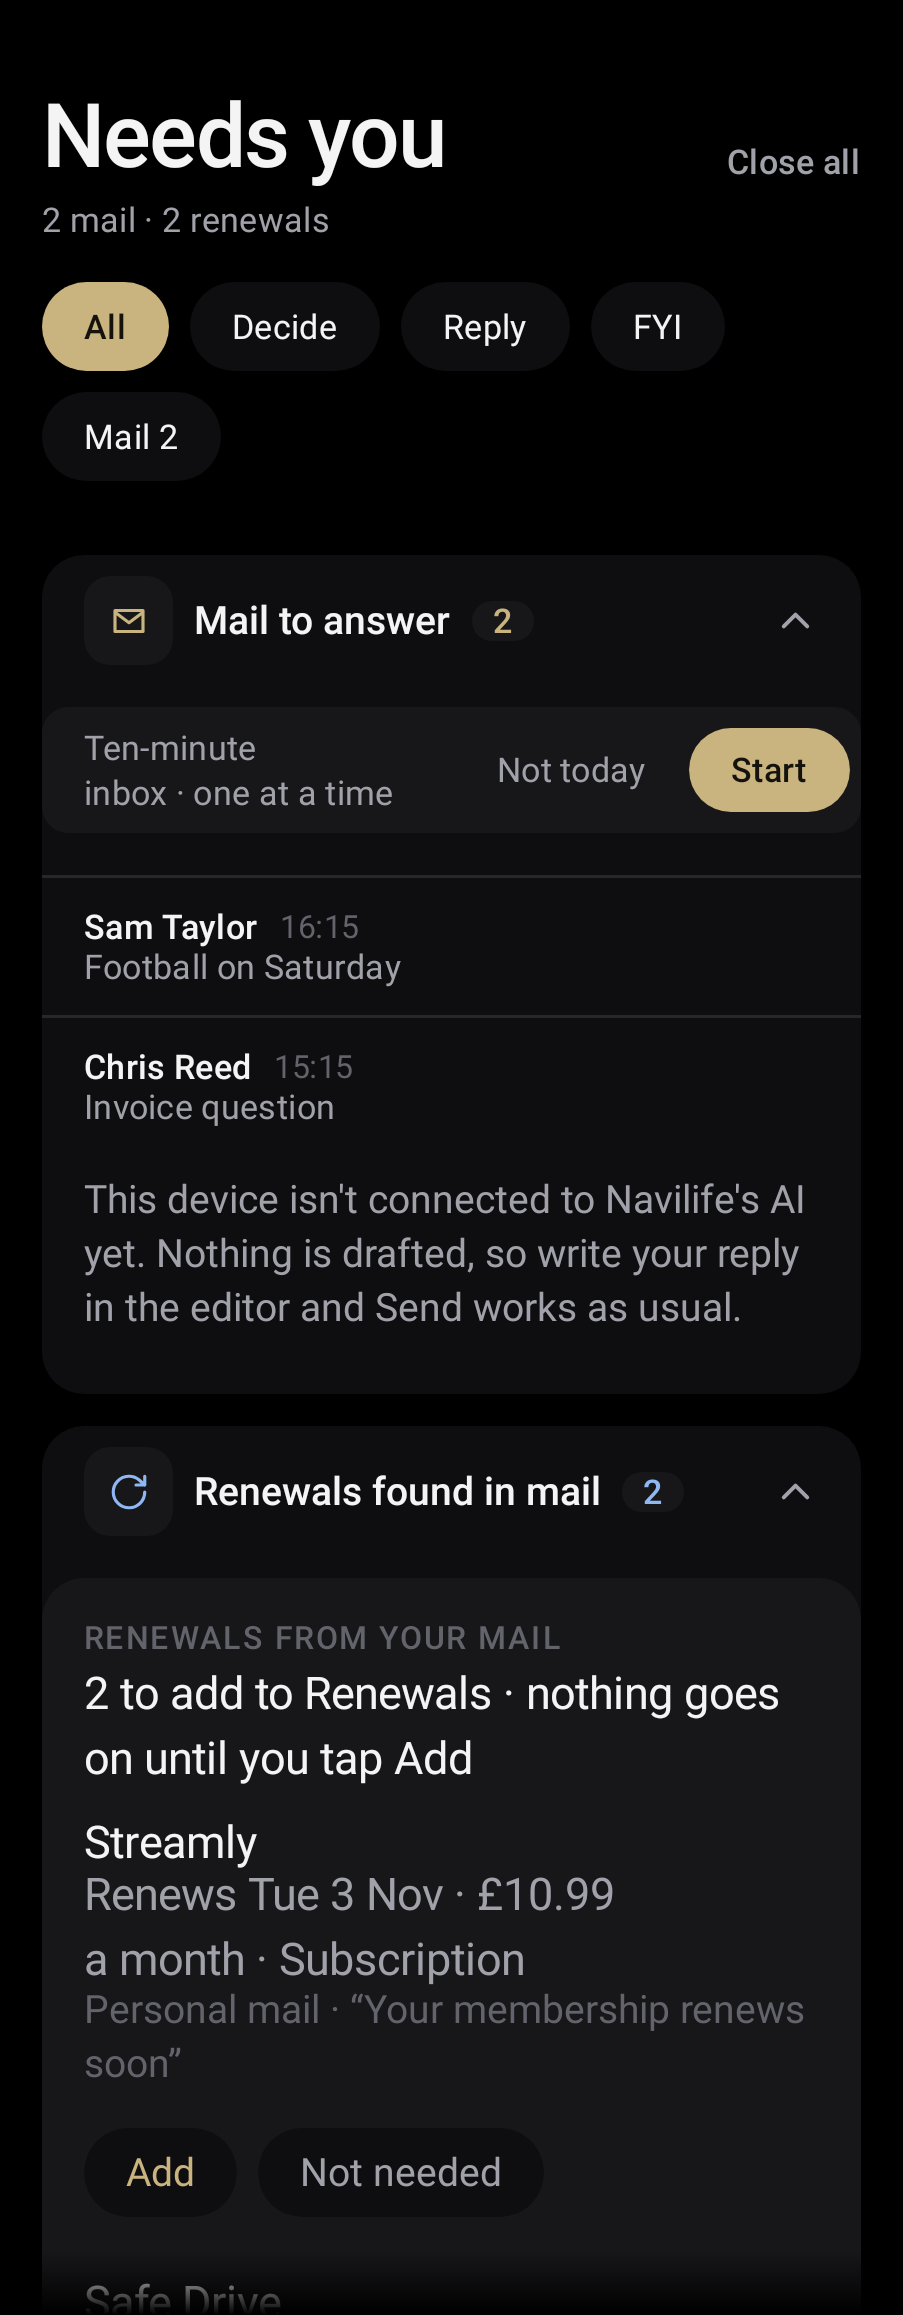 Needs you
Close all
2 mail · 2 renewals
All
Decide
Reply
FYI
Mail 2
Mail to answer 2
Ten-minute
inbox · one at a time
Not today
Start
Sam Taylor 16:15
Football on Saturday
Chris Reed 15:15
Invoice question
This device isn't connected to Navilife's AI
yet. Nothing is drafted, so write your reply
in the editor and Send works as usual.
Renewals found in mail 2
RENEWALS FROM YOUR MAIL
2 to add to Renewals · nothing goes
on until you tap Add
Streamly
Renews Tue 3 Nov · £10.99
a month · Subscription
Personal mail · “Your membership renews
soon”
Add
Not needed
Safe Drive